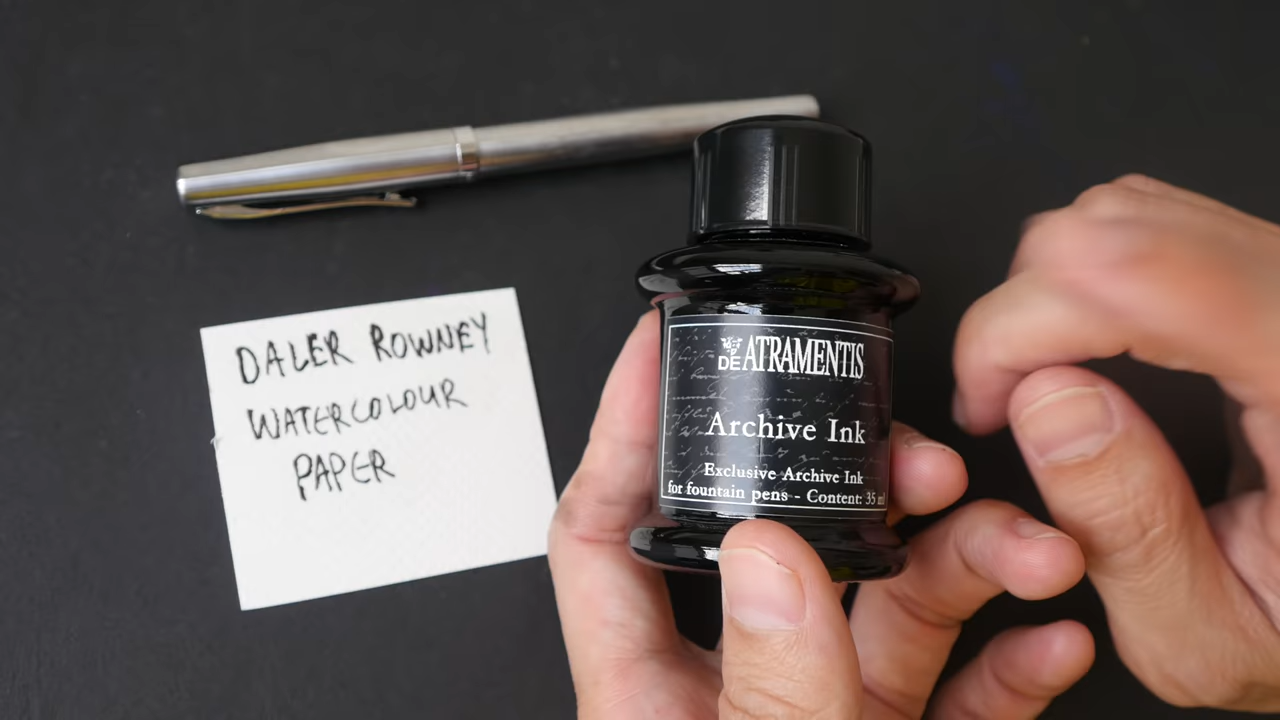 DALER ROWNEY
WATERCOLOUR
PAPER
DE ATRAMENTIS
Archive Ink
Exclusive Archive Ink
for fountain pens - Content: 35 ml